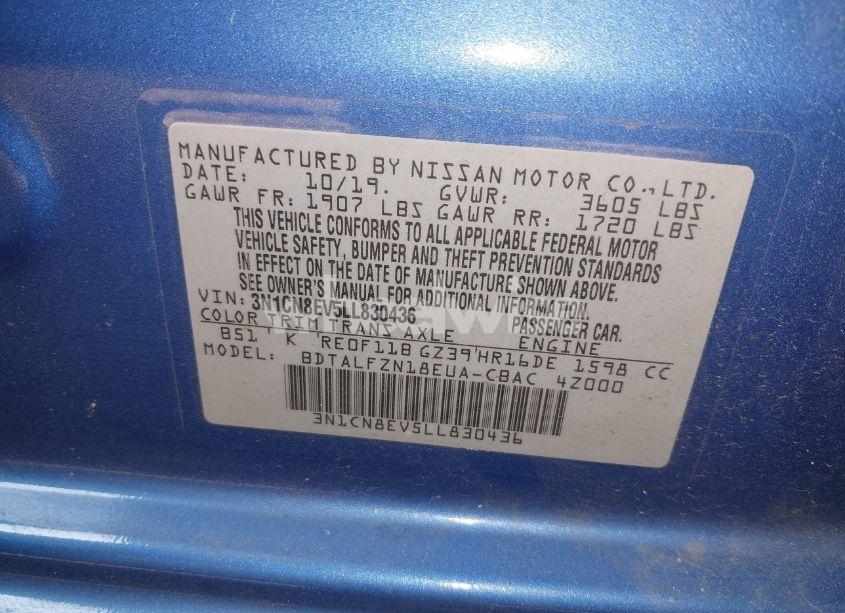 MANUFACTURED BY NISSAN MOTOR CO., LTD.
DATE: 10/19. GVWR: 3605 LBS
GAWR FR: 1907 LBS GAWR RR: 1720 LBS
THIS VEHICLE CONFORMS TO ALL APPLICABLE FEDERAL MOTOR
VEHICLE SAFETY, BUMPER AND THEFT PREVENTION STANDARDS
IN EFFECT ON THE DATE OF MANUFACTURE SHOWN ABOVE.
SEE OWNER'S MANUAL FOR ADDITIONAL INFORMATION.
VIN: 3N1CN8EV5LL830436 PASSENGER CAR.
COLOR TRIM TRANS AXLE ENGINE
B51 K RE0F11B GZ39 HR16DE 1598 CC
MODEL: BDTALFZN18EUA-CBAC 4Z000
3N1CN8EV5LL830436